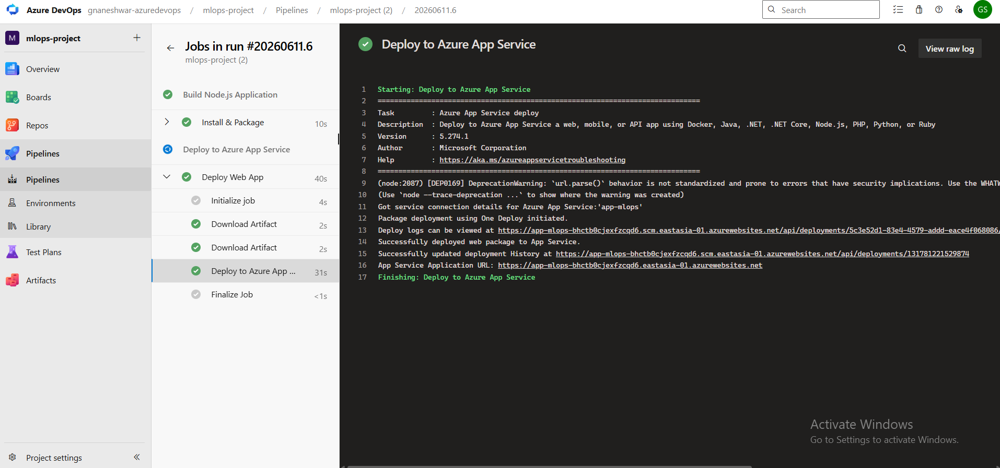 Azure DevOps gnaneshwar-azuredevops / mlops-project / Pipelines / mlops-project (2) / 20260611.6
Search
GS
M mlops-project
Overview
Boards
Repos
Pipelines
Pipelines
Environments
Library
Test Plans
Artifacts
Project settings
Jobs in run #20260611.6
mlops-project (2)
Build Node.js Application
Install & Package 10s
Deploy to Azure App Service
Deploy Web App 40s
Initialize job 4s
Download Artifact 2s
Download Artifact 2s
Deploy to Azure App ... 31s
Finalize Job <1s
Deploy to Azure App Service
View raw log
1 Starting: Deploy to Azure App Service
2 ==============================================================================
3 Task : Azure App Service deploy
4 Description : Deploy to Azure App Service a web, mobile, or API app using Docker, Java, .NET, .NET Core, Node.js, PHP, Python, or Ruby
5 Version : 5.274.1
6 Author : Microsoft Corporation
7 Help : https://aka.ms/azureappservicetroubleshooting
8 ==============================================================================
9 (node:2087) [DEP0169] DeprecationWarning: `url.parse()` behavior is not standardized and prone to errors that have security implications. Use the WHATW
10 (Use `node --trace-deprecation ...` to show where the warning was created)
11 Got service connection details for Azure App Service:'app-mlops'
12 Package deployment using One Deploy initiated.
13 Deploy logs can be viewed at https://app-mlops-bhctb0cjexfzcqd6.scm.eastasia-01.azurewebsites.net/api/deployments/5c3e52d1-83e4-4579-addd-eace4f068086/
14 Successfully deployed web package to App Service.
15 Successfully updated deployment History at https://app-mlops-bhctb0cjexfzcqd6.scm.eastasia-01.azurewebsites.net/api/deployments/131781221529874
16 App Service Application URL: https://app-mlops-bhctb0cjexfzcqd6.eastasia-01.azurewebsites.net
17 Finishing: Deploy to Azure App Service
Activate Windows
Go to Settings to activate Windows.